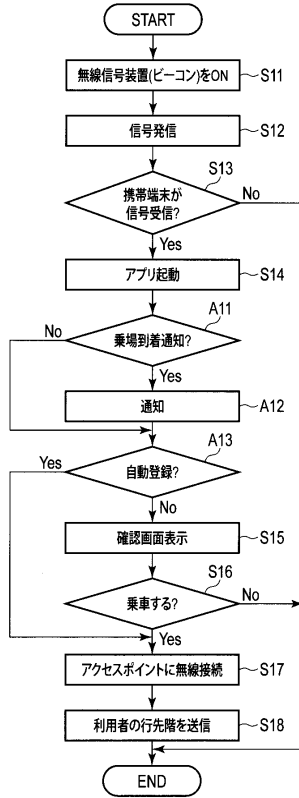 START
無線信号装置(ビーコン)をON
S11
信号発信
S12
S13
携帯端末が
信号受信?
No
Yes
アプリ起動
S14
A11
No
乗場到着通知?
Yes
通知
A12
A13
Yes
自動登録?
No
確認画面表示
S15
S16
乗車する?
No
Yes
アクセスポイントに無線接続
S17
利用者の行先階を送信
S18
END